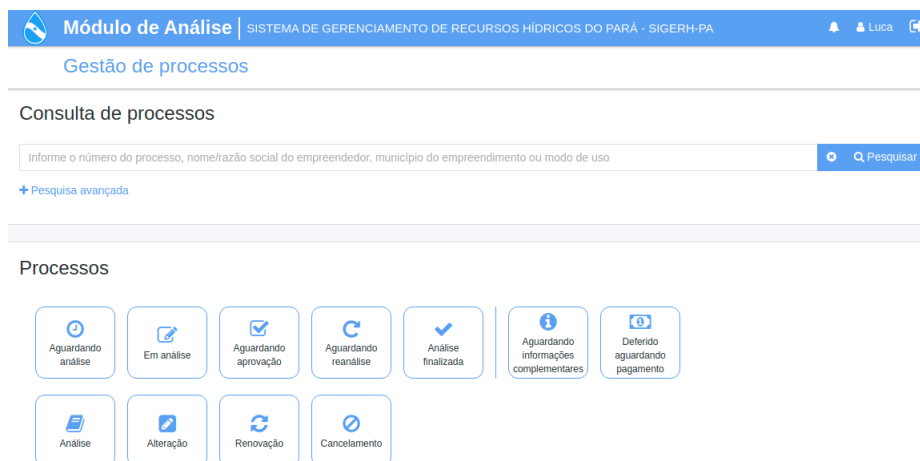 Módulo de Análise SISTEMA DE GERENCIAMENTO DE RECURSOS HÍDRICOS DO PARÁ - SIGERH-PA Luca
Gestão de processos
Consulta de processos
Informe o número do processo, nome/razão social do empreendedor, município do empreendimento ou modo de uso Pesquisar
Pesquisa avançada
Processos
Aguardando análise
Em análise
Aguardando aprovação
Aguardando reanálise
Análise finalizada
Aguardando informações complementares
Deferido aguardando pagamento
Análise
Alteração
Renovação
Cancelamento